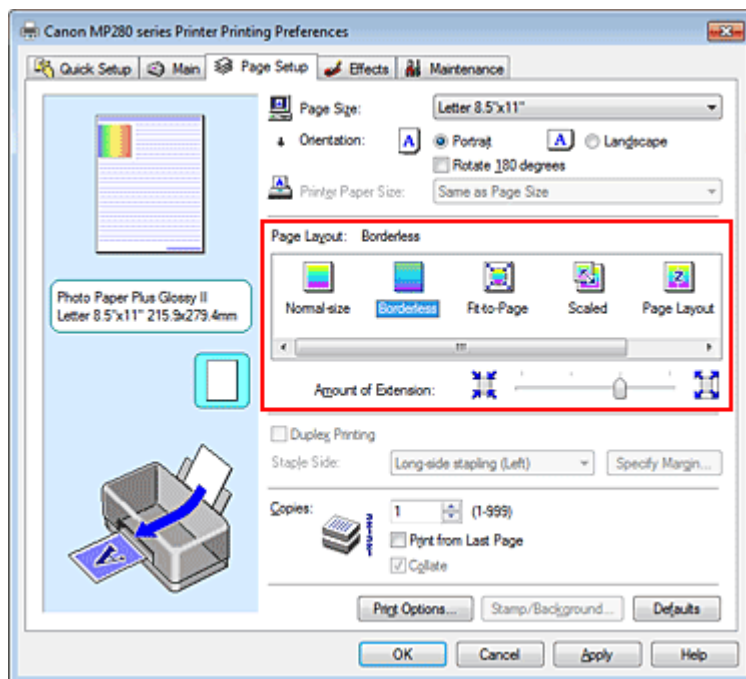 Canon MP280 series Printer Printing Preferences
Quick Setup Main Page Setup Effects Maintenance
Page Size: Letter 8.5"x11"
Orientation: A Portrait A Landscape
Rotate 180 degrees
Printer Paper Size: Same as Page Size
Page Layout: Borderless
Normal-size Borderless Fit-to-Page Scaled Page Layout
Photo Paper Plus Glossy II
Letter 8.5"x11" 215.9x279.4mm
Amount of Extension:
Duplex Printing
Staple Side: Long-side stapling (Left) Specify Margin...
Copies: 1 (1-999)
Print from Last Page
Collate
Print Options... Stamp/Background... Defaults
OK Cancel Apply Help